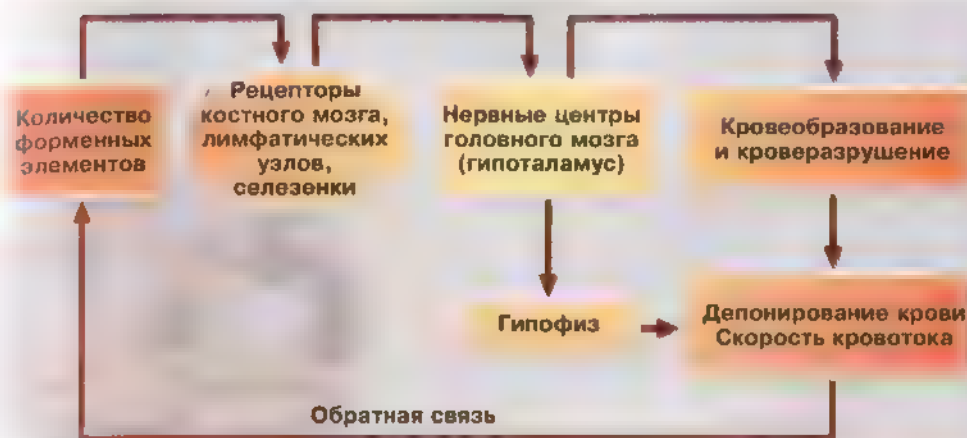 Количество
форменных
элементов
Рецепторы
костного мозга,
лимфатических
узлов,
селезенки
Нервные центры
головного мозга
(гипоталамус)
Кровеобразование
и кроверазрушение
Гипофиз
Депонирование крови
Скорость кровотока
Обратная связь